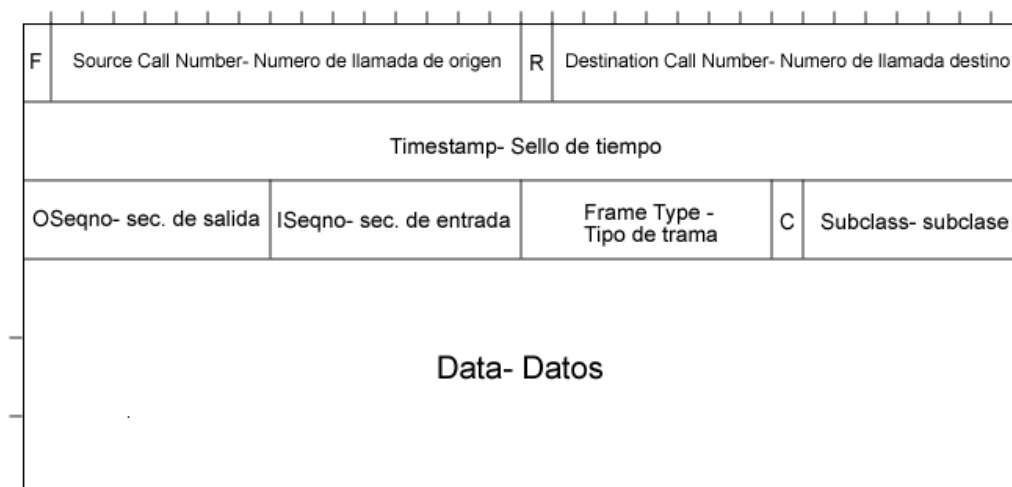 F
Source Call Number- Numero de llamada de origen
R
Destination Call Number- Numero de llamada destino
Timestamp- Sello de tiempo
OSeqno- sec. de salida
ISeqno- sec. de entrada
Frame Type -
Tipo de trama
C
Subclass- subclase
Data- Datos